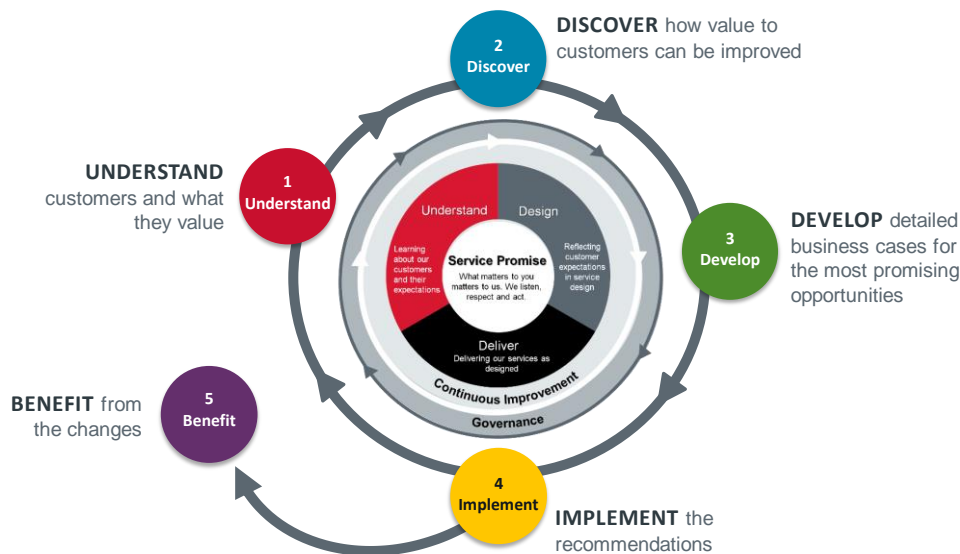 2
Discover
DISCOVER how value to
customers can be improved
1
Understand
UNDERSTAND
customers and what
they value
3
Develop
DEVELOP detailed
business cases for
the most promising
opportunities
Understand
Learning
about our
customers
and their
expectations
Design
Reflecting
customer
expectations
in service
design
Service Promise
What matters to you
matters to us. We listen,
respect and act.
Deliver
Delivering our services as
designed
Continuous Improvement
Governance
5
Benefit
BENEFIT from
the changes
4
Implement
IMPLEMENT the
recommendations